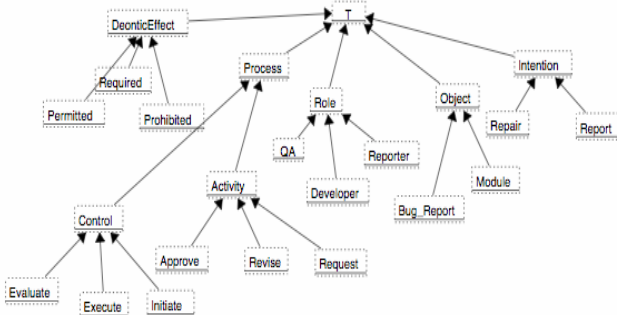 T
DeonticEffect
Process
Intention
Required
Role
Object
Permitted
Prohibited
Repair
Report
QA
Reporter
Module
Activity
Developer
Bug_Report
Control
Approve
Revise
Request
Evaluate
Execute
Initiate